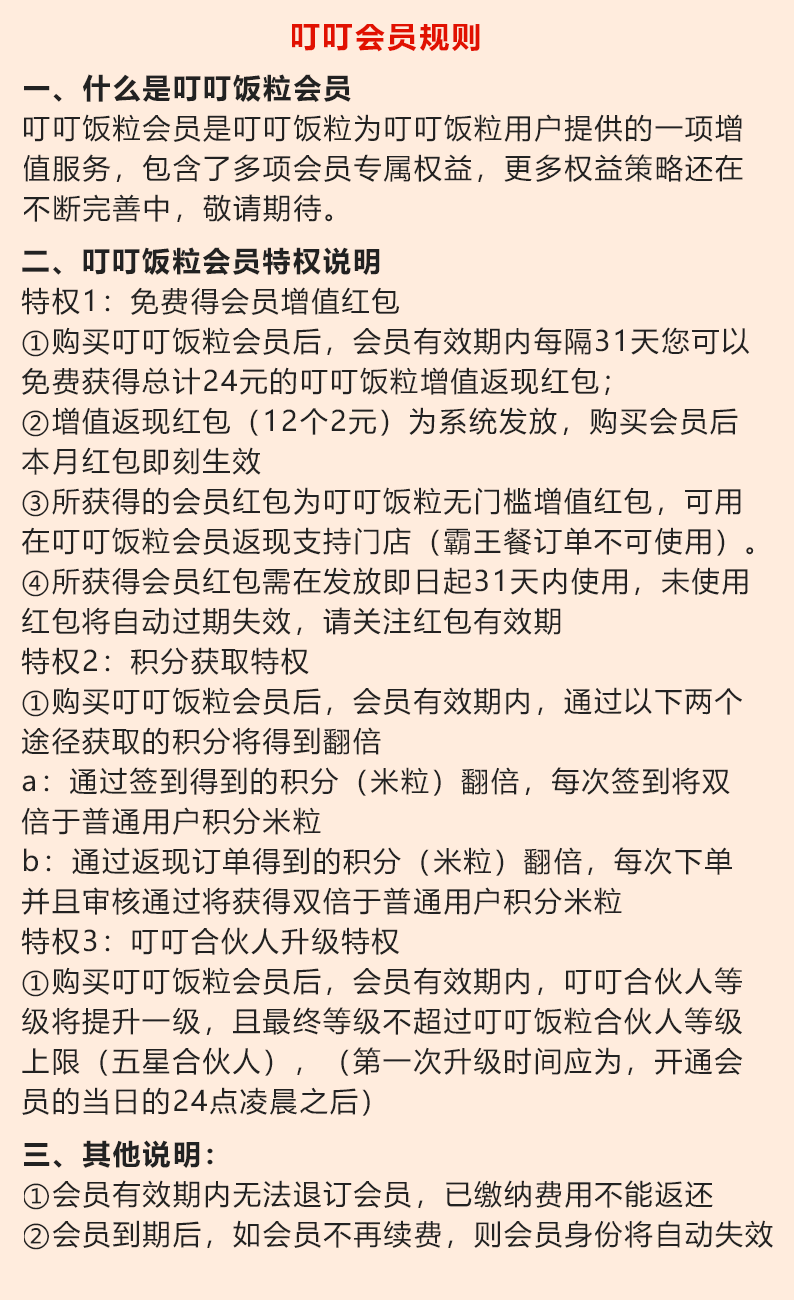 叮叮会员规则
一、什么是叮叮饭粒会员
叮叮饭粒会员是叮叮饭粒为叮叮饭粒用户提供的一项增
值服务，包含了多项会员专属权益，更多权益策略还在
不断完善中，敬请期待。
二、叮叮饭粒会员特权说明
特权1：免费得会员增值红包
①购买叮叮饭粒会员后，会员有效期内每隔31天您可以
免费获得总计24元的叮叮饭粒增值返现红包；
②增值返现红包（12个2元）为系统发放，购买会员后
本月红包即刻生效
③所获得的会员红包为叮叮饭粒无门槛增值红包，可用
在叮叮饭粒会员返现支持门店（霸王餐订单不可使用）。
④所获得会员红包需在发放即日起31天内使用，未使用
红包将自动过期失效，请关注红包有效期
特权2：积分获取特权
①购买叮叮饭粒会员后，会员有效期内，通过以下两个
途径获取的积分将得到翻倍
a：通过签到得到的积分（米粒）翻倍，每次签到将双
倍于普通用户积分米粒
b：通过返现订单得到的积分（米粒）翻倍，每次下单
并且审核通过将获得双倍于普通用户积分米粒
特权3：叮叮合伙人升级特权
①购买叮叮饭粒会员后，会员有效期内，叮叮合伙人等
级将提升一级，且最终等级不超过叮叮饭粒合伙人等级
上限（五星合伙人），（第一次升级时间应为，开通会
员的当日的24点凌晨之后）
三、其他说明：
①会员有效期内无法退订会员，已缴纳费用不能返还
②会员到期后，如会员不再续费，则会员身份将自动失效